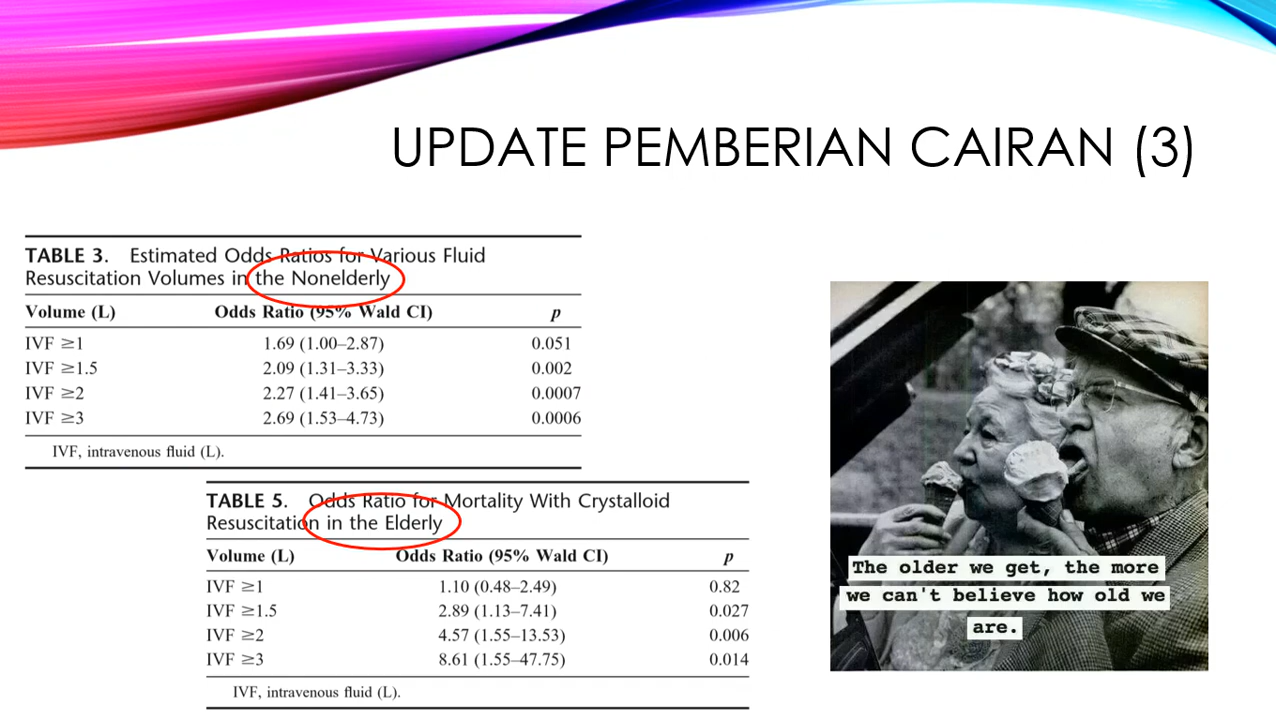 UPDATE PEMBERIAN CAIRAN (3)
TABLE 3. Estimated Odds Ratios for Various Fluid
Resuscitation Volumes in the Nonelderly
Volume (L) Odds Ratio (95% Wald CI) p
IVF ≥1 1.69 (1.00–2.87) 0.051
IVF ≥1.5 2.09 (1.31–3.33) 0.002
IVF ≥2 2.27 (1.41–3.65) 0.0007
IVF ≥3 2.69 (1.53–4.73) 0.0006
IVF, intravenous fluid (L).
TABLE 5. Odds Ratio for Mortality With Crystalloid
Resuscitation in the Elderly
Volume (L) Odds Ratio (95% Wald CI) p
IVF ≥1 1.10 (0.48–2.49) 0.82
IVF ≥1.5 2.89 (1.13–7.41) 0.027
IVF ≥2 4.57 (1.55–13.53) 0.006
IVF ≥3 8.61 (1.55–47.75) 0.014
IVF, intravenous fluid (L).
The older we get, the more
we can't believe how old we
are.